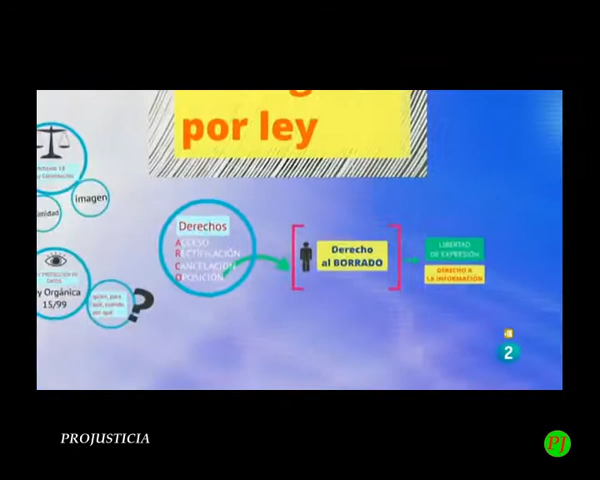 por ley
imagen
Derechos
ACCESO
RECTIFICACIÓN
CANCELACIÓN
OPOSICIÓN
Derecho
al BORRADO
LIBERTAD
DE EXPRESIÓN
DERECHO A
LA INFORMACIÓN
Orgánica
15/99
?
2
PROJUSTICIA
PJ